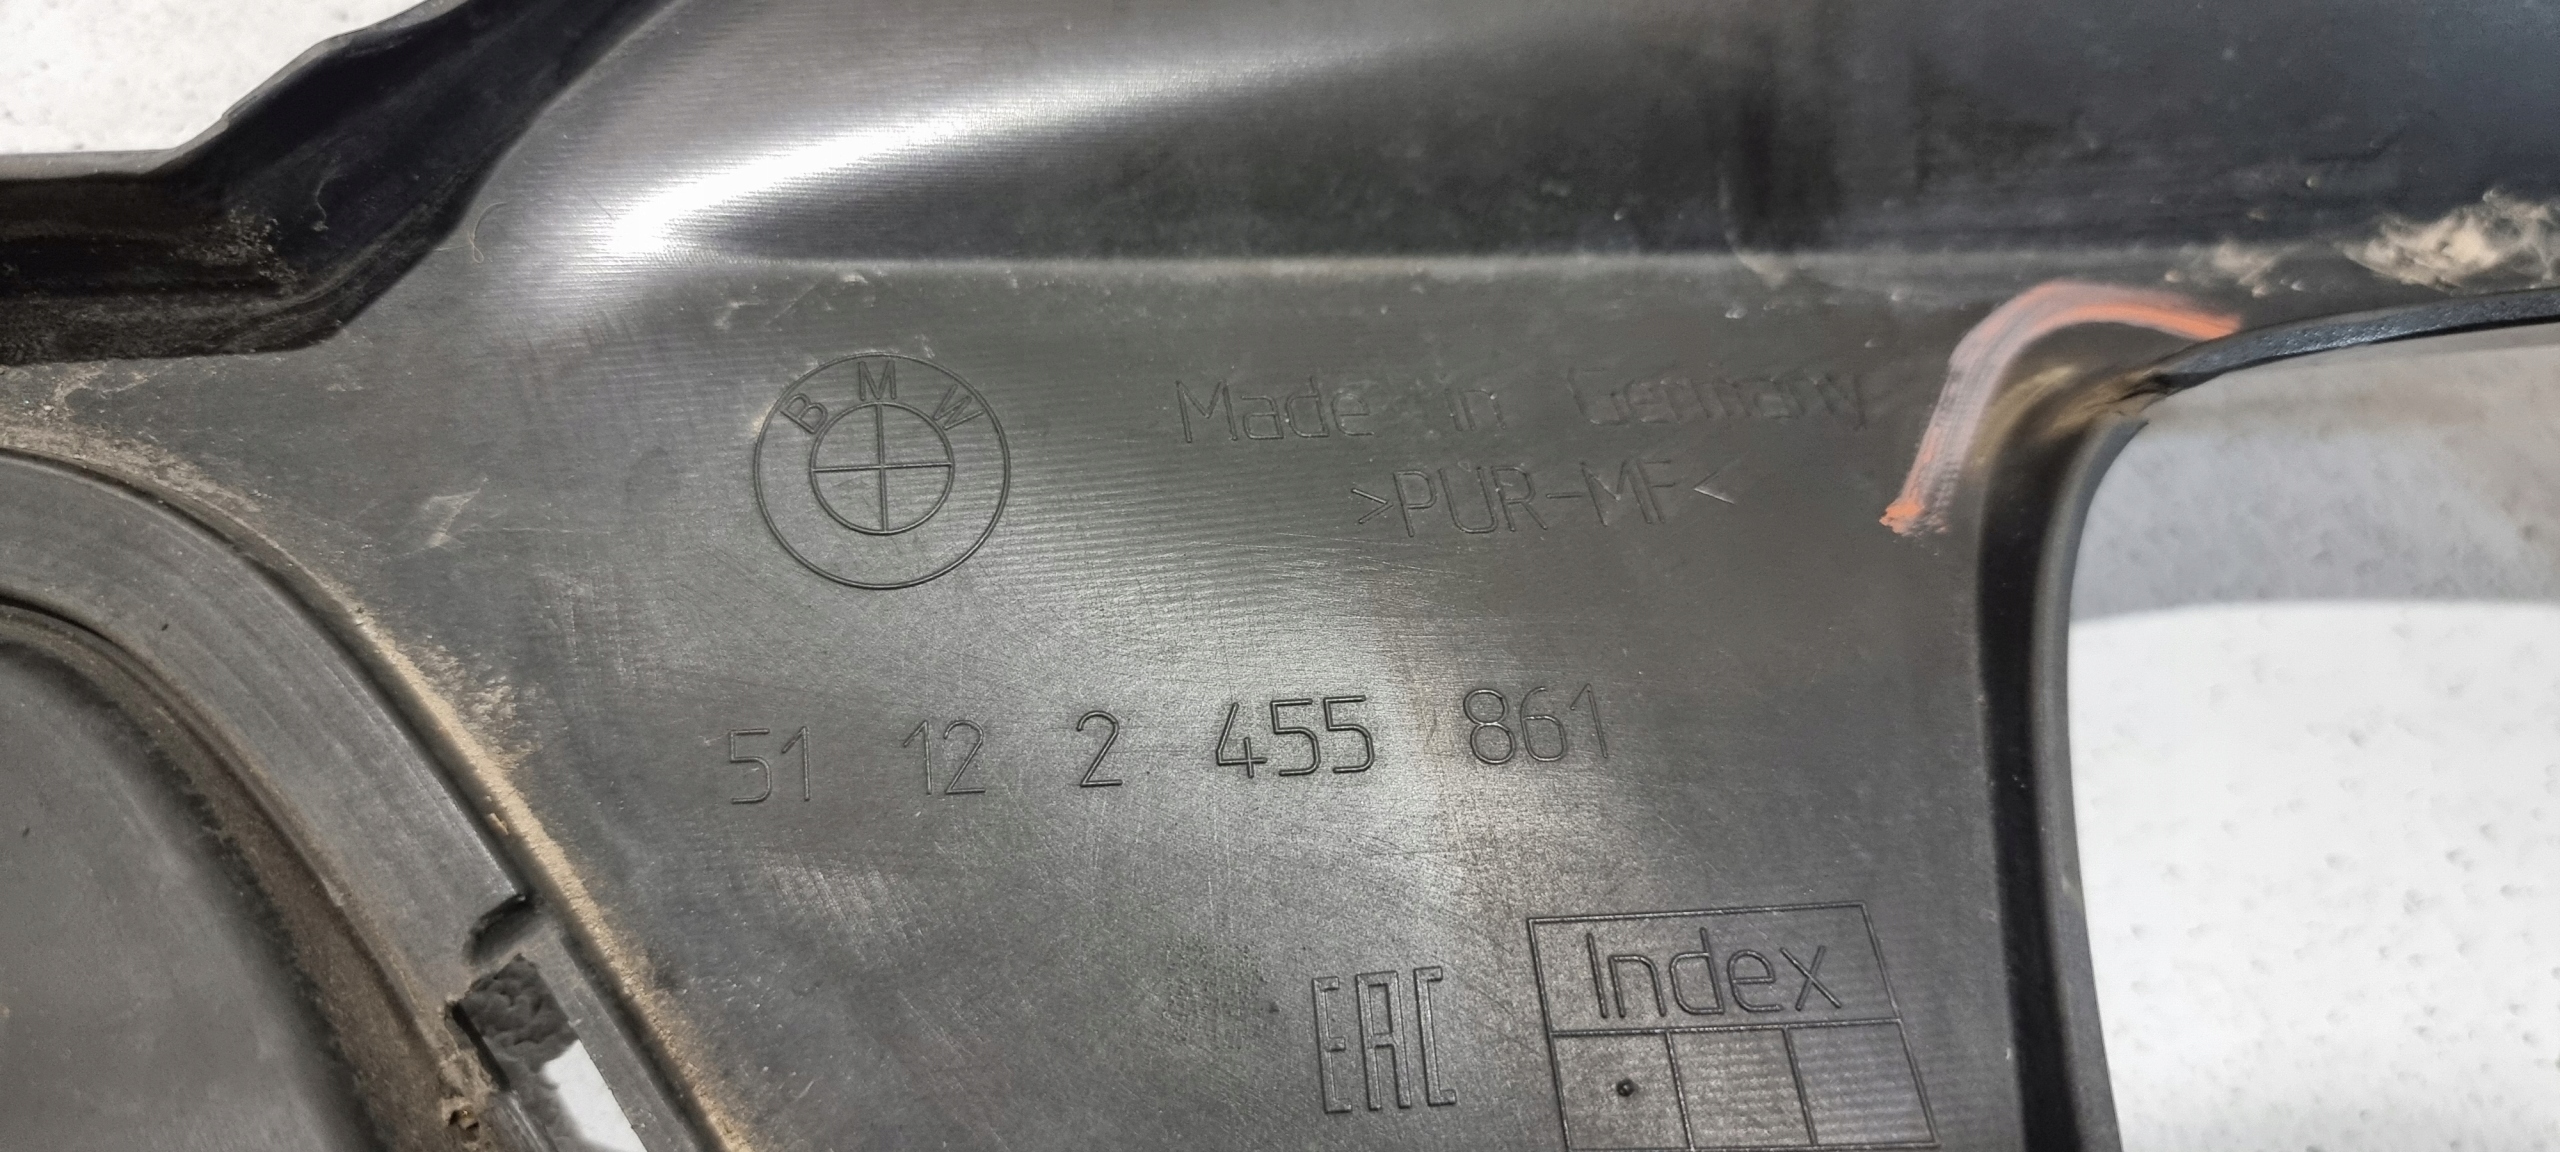 BMW
Made in Germany
>PUR-MF<
51 12 2 455 861
EAC
Index